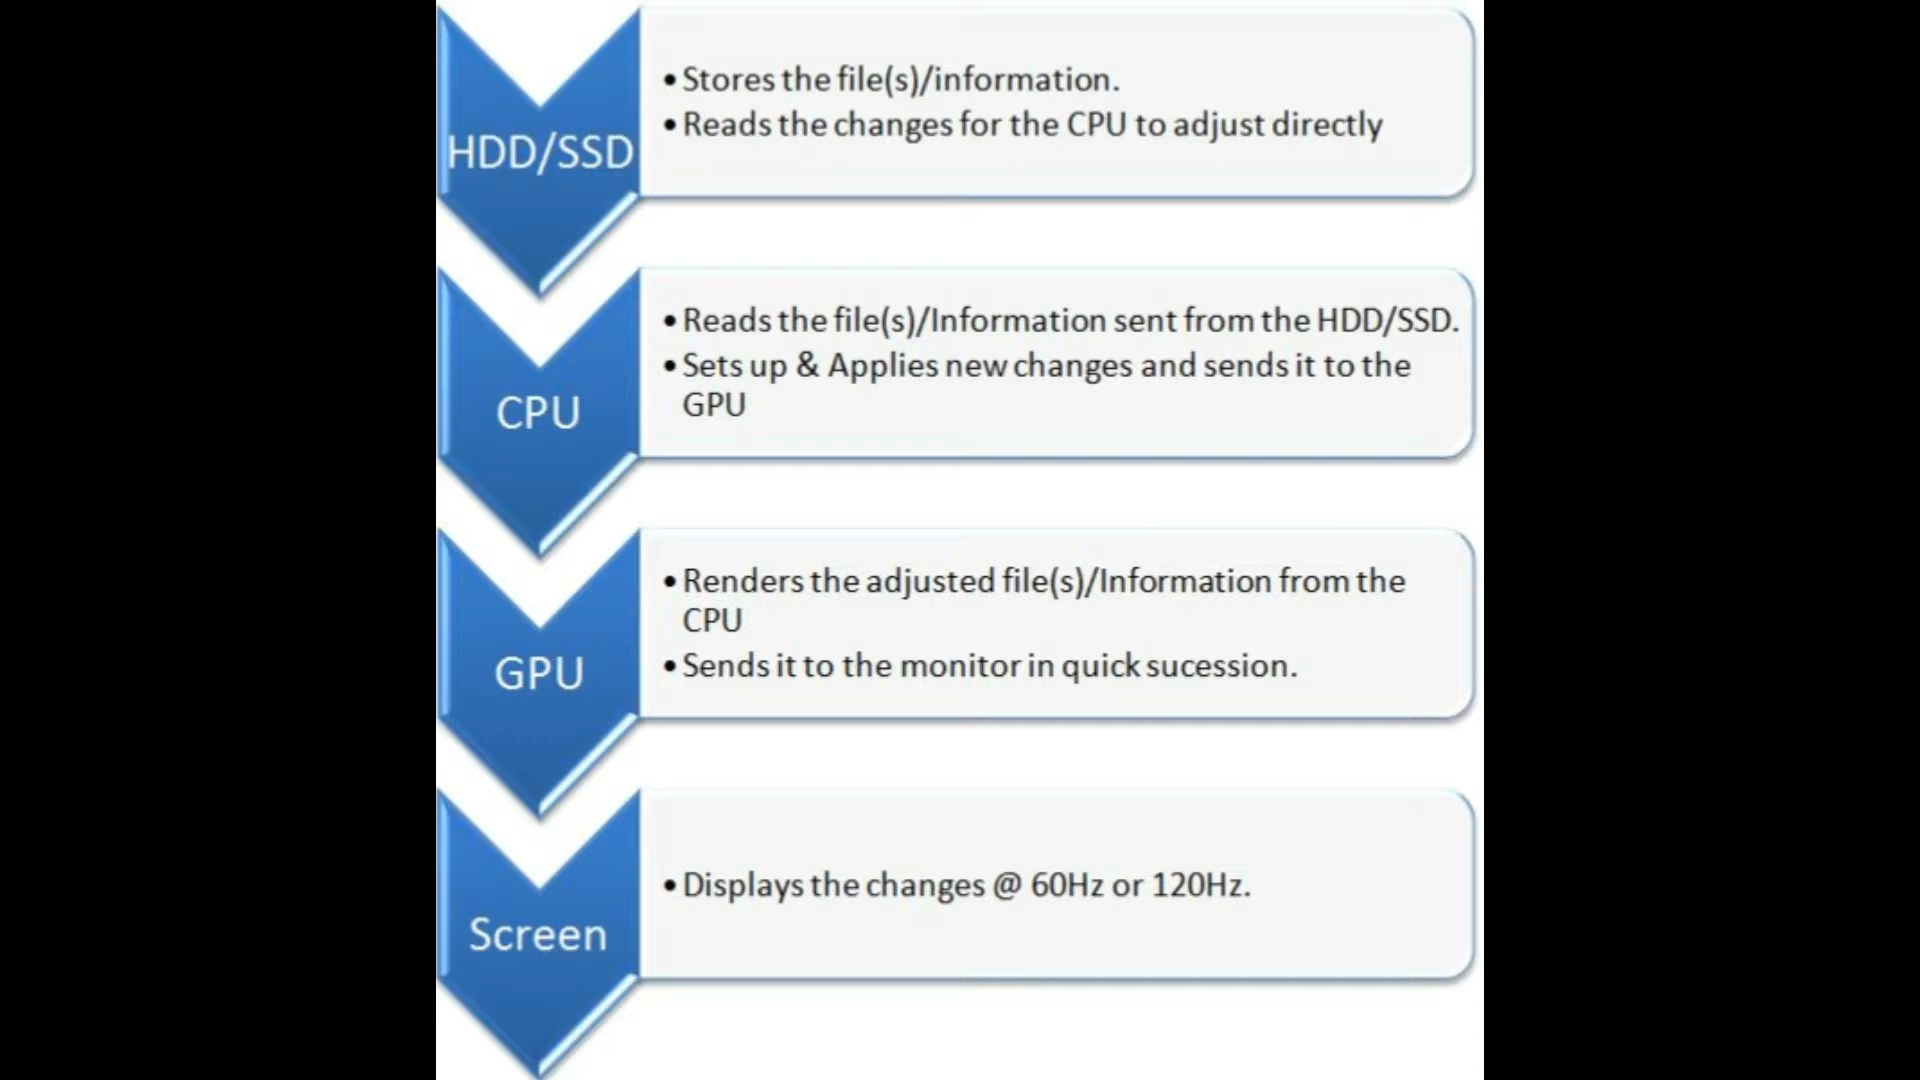 HDD/SSD
• Stores the file(s)/information.
• Reads the changes for the CPU to adjust directly
CPU
• Reads the file(s)/Information sent from the HDD/SSD.
• Sets up & Applies new changes and sends it to the
GPU
GPU
• Renders the adjusted file(s)/Information from the
CPU
• Sends it to the monitor in quick sucession.
Screen
• Displays the changes @ 60Hz or 120Hz.